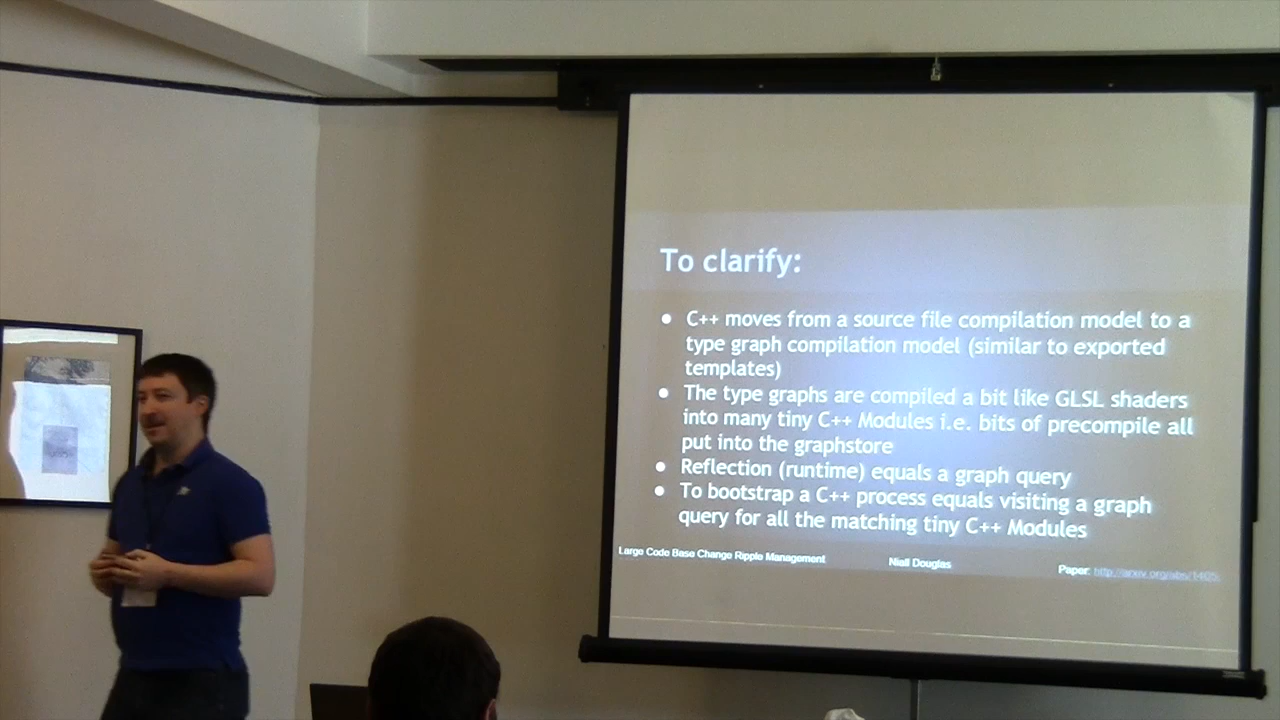 To clarify:
• C++ moves from a source file compilation model to a
type graph compilation model (similar to exported
templates)
• The type graphs are compiled a bit like GLSL shaders
into many tiny C++ Modules i.e. bits of precompile all
put into the graphstore
• Reflection (runtime) equals a graph query
• To bootstrap a C++ process equals visiting a graph
query for all the matching tiny C++ Modules
Large Code Base Change Ripple Management Niall Douglas Paper: